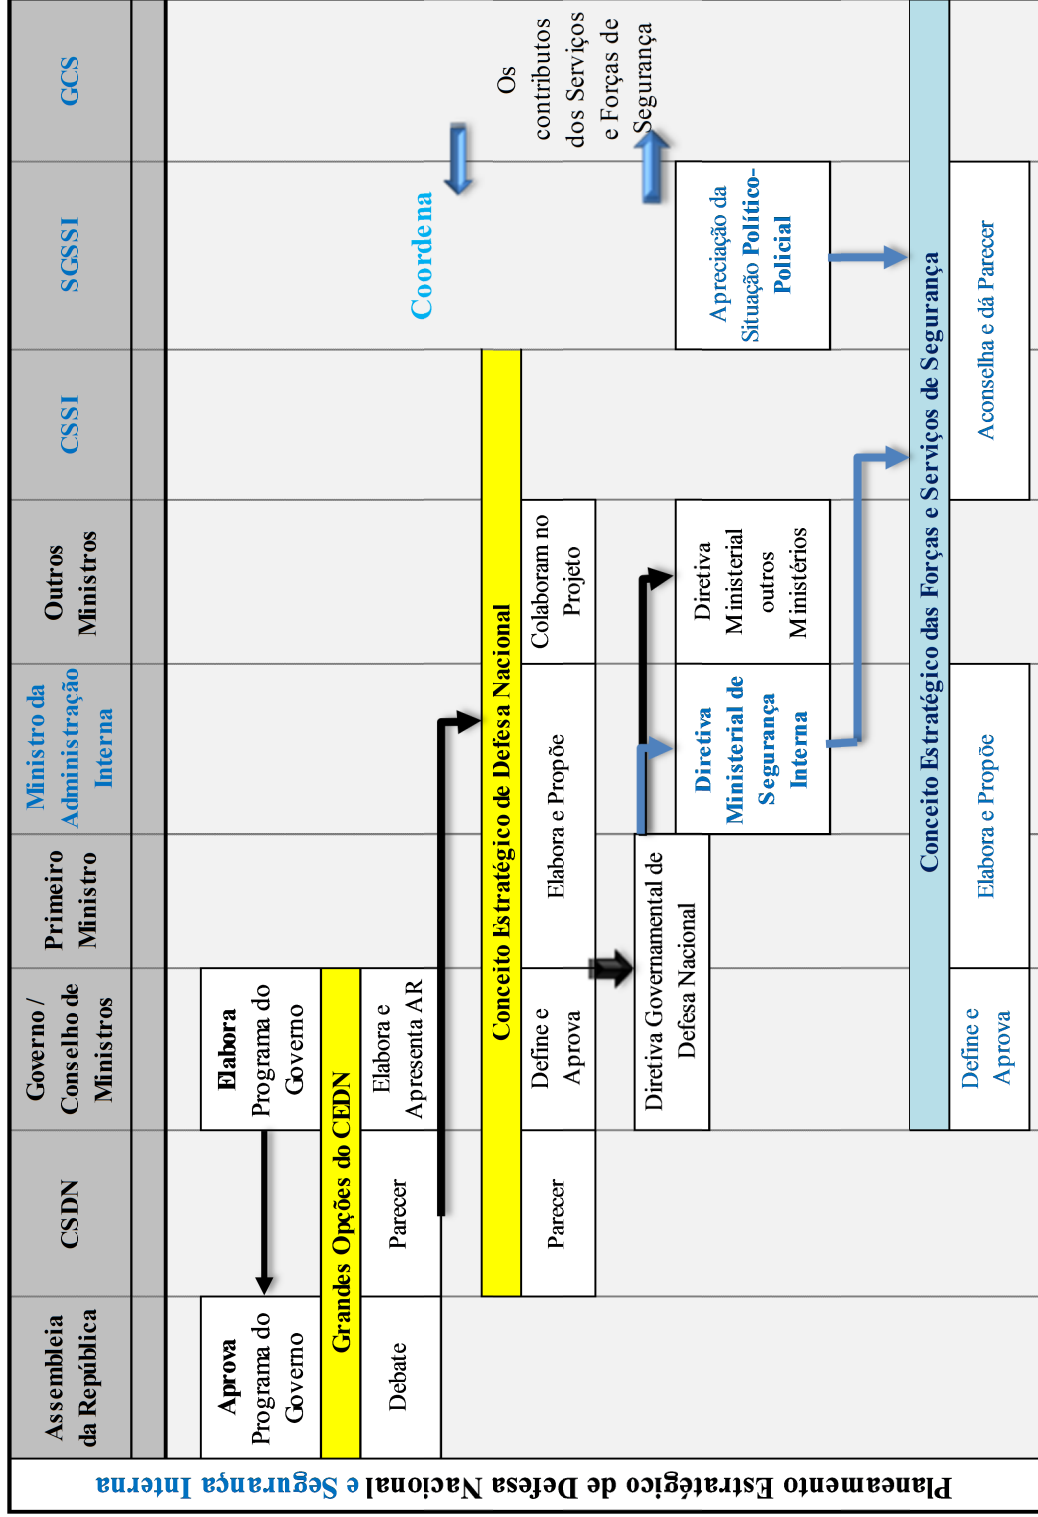 Planeamento Estratégico de Defesa Nacional e Segurança Interna
Assembleia
da República
CSDN
Governo /
Conselho de
Ministros
Primeiro
Ministro
Ministro da
Administração
Interna
Outros
Ministros
CSSI
SGSSI
GCS
Aprova
Programa do
Governo
Elabora
Programa do
Governo
Grandes Opções do CEDN
Debate
Parecer
Elabora e
Apresenta AR
Coordena
Conceito Estratégico de Defesa Nacional
Parecer
Define e
Aprova
Elabora e Propõe
Colaboram no
Projeto
Os
contributos
dos Serviços
e Forças de
Segurança
Diretiva Governamental de
Defesa Nacional
Diretiva
Ministerial de
Segurança
Interna
Diretiva
Ministerial
outros
Ministérios
Apreciação da
Situação Político-
Policial
Conceito Estratégico das Forças e Serviços de Segurança
Define e
Aprova
Elabora e Propõe
Aconselha e dá Parecer